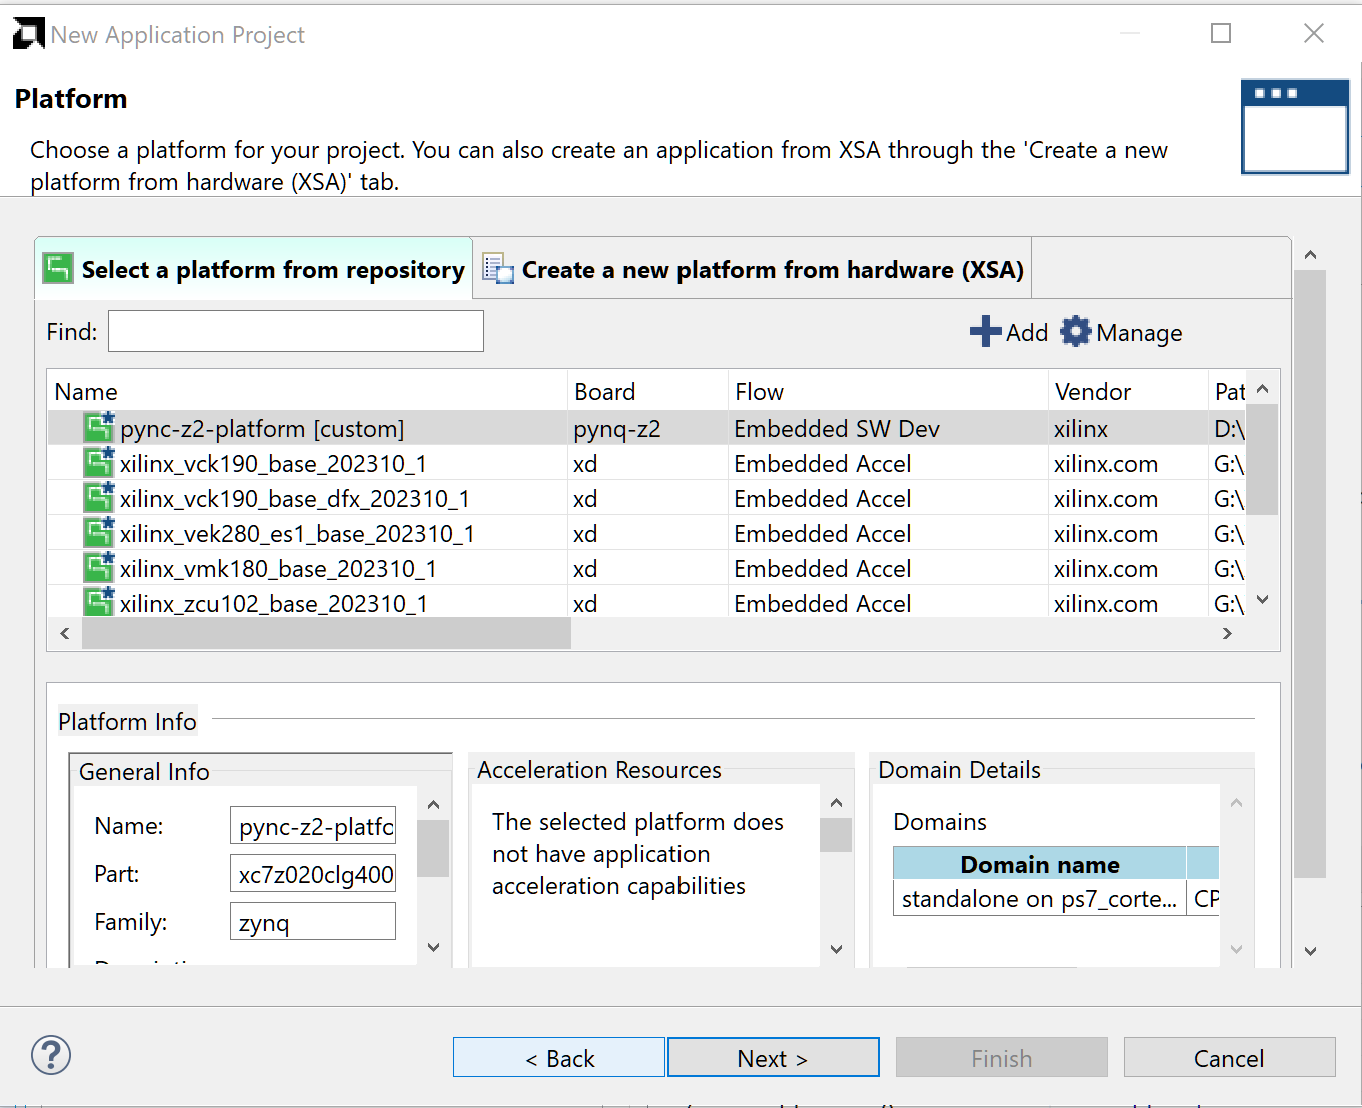 New Application Project
Platform
Choose a platform for your project. You can also create an application from XSA through the 'Create a new
platform from hardware (XSA)' tab.
Select a platform from repository
Create a new platform from hardware (XSA)
Find:
Add
Manage
Name Board Flow Vendor Pat
pync-z2-platform [custom] pynq-z2 Embedded SW Dev xilinx D:\
xilinx_vck190_base_202310_1 xd Embedded Accel xilinx.com G:\
xilinx_vck190_base_dfx_202310_1 xd Embedded Accel xilinx.com G:\
xilinx_vek280_es1_base_202310_1 xd Embedded Accel xilinx.com G:\
xilinx_vmk180_base_202310_1 xd Embedded Accel xilinx.com G:\
xilinx_zcu102_base_202310_1 xd Embedded Accel xilinx.com G:\
Platform Info
General Info
Name: pync-z2-platfo
Part: xc7z020clg400
Family: zynq
Acceleration Resources
The selected platform does
not have application
acceleration capabilities
Domain Details
Domains
Domain name
standalone on ps7_corte... CP
?
< Back
Next >
Finish
Cancel